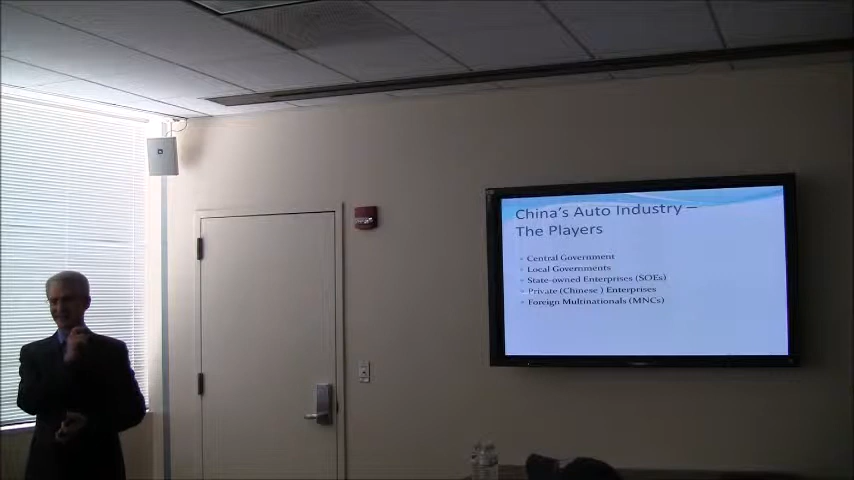 China's Auto Industry –
The Players
Central Government
Local Governments
State-owned Enterprises (SOEs)
Private (Chinese ) Enterprises
Foreign Multinationals (MNCs)